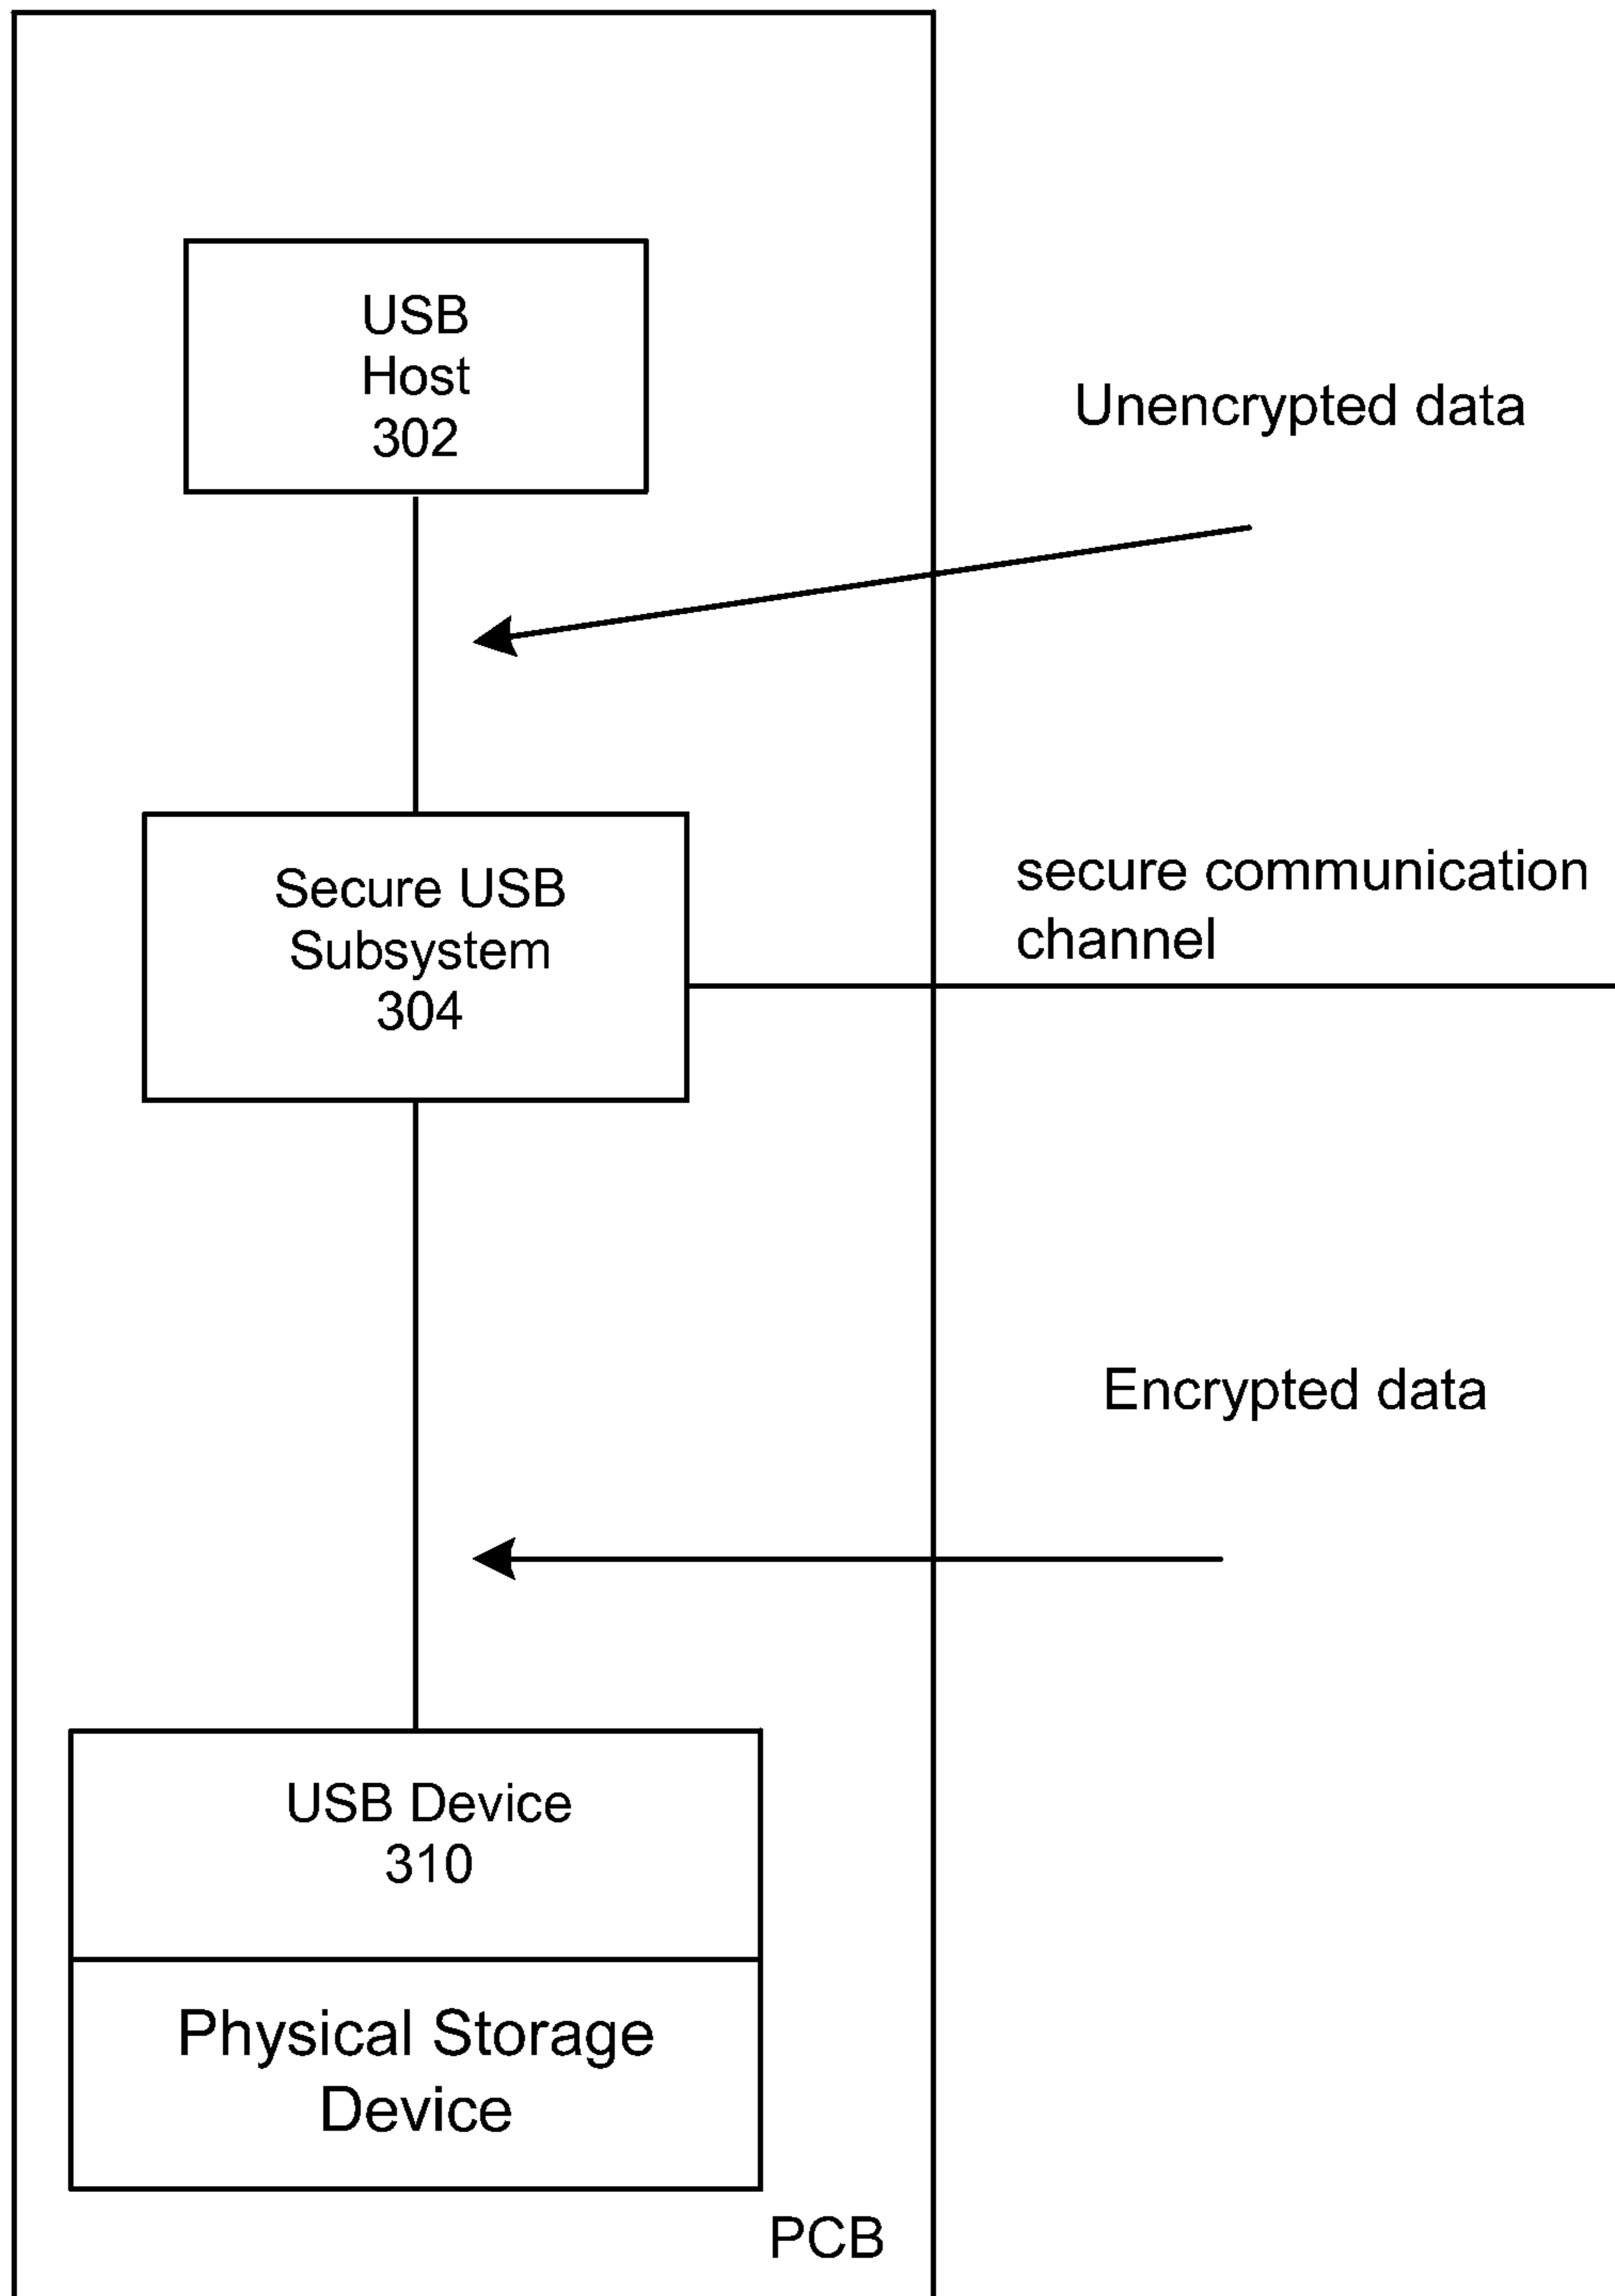 USB
Host
302
Unencrypted data
Secure USB
Subsystem
304
secure communication
channel
Encrypted data
USB Device
310
Physical Storage
Device
PCB